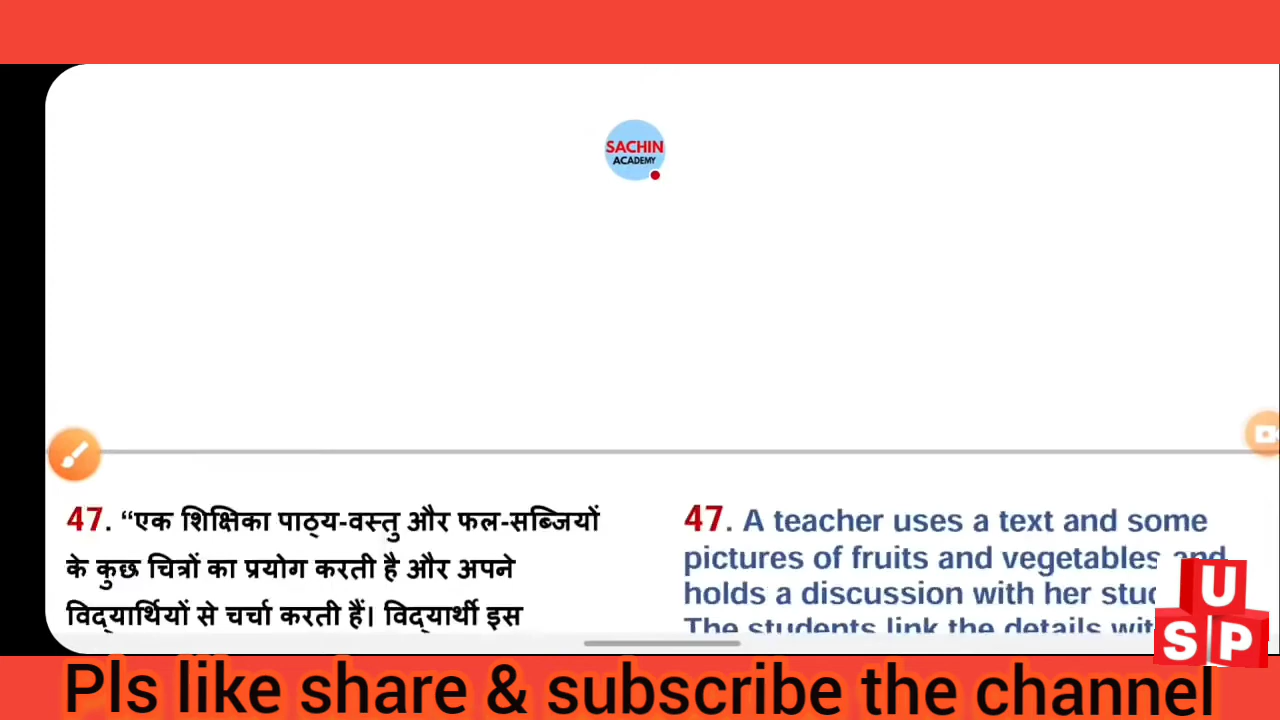 SACHIN
ACADEMY
47. “एक शिक्षिका पाठ्य-वस्तु और फल-सब्जियों
के कुछ चित्रों का प्रयोग करती है और अपने
विद्यार्थियों से चर्चा करती हैं। विद्यार्थी इस
47. A teacher uses a text and some
pictures of fruits and vegetables and
holds a discussion with her
The students link the details
U
S P
Pls like share & subscribe the channel